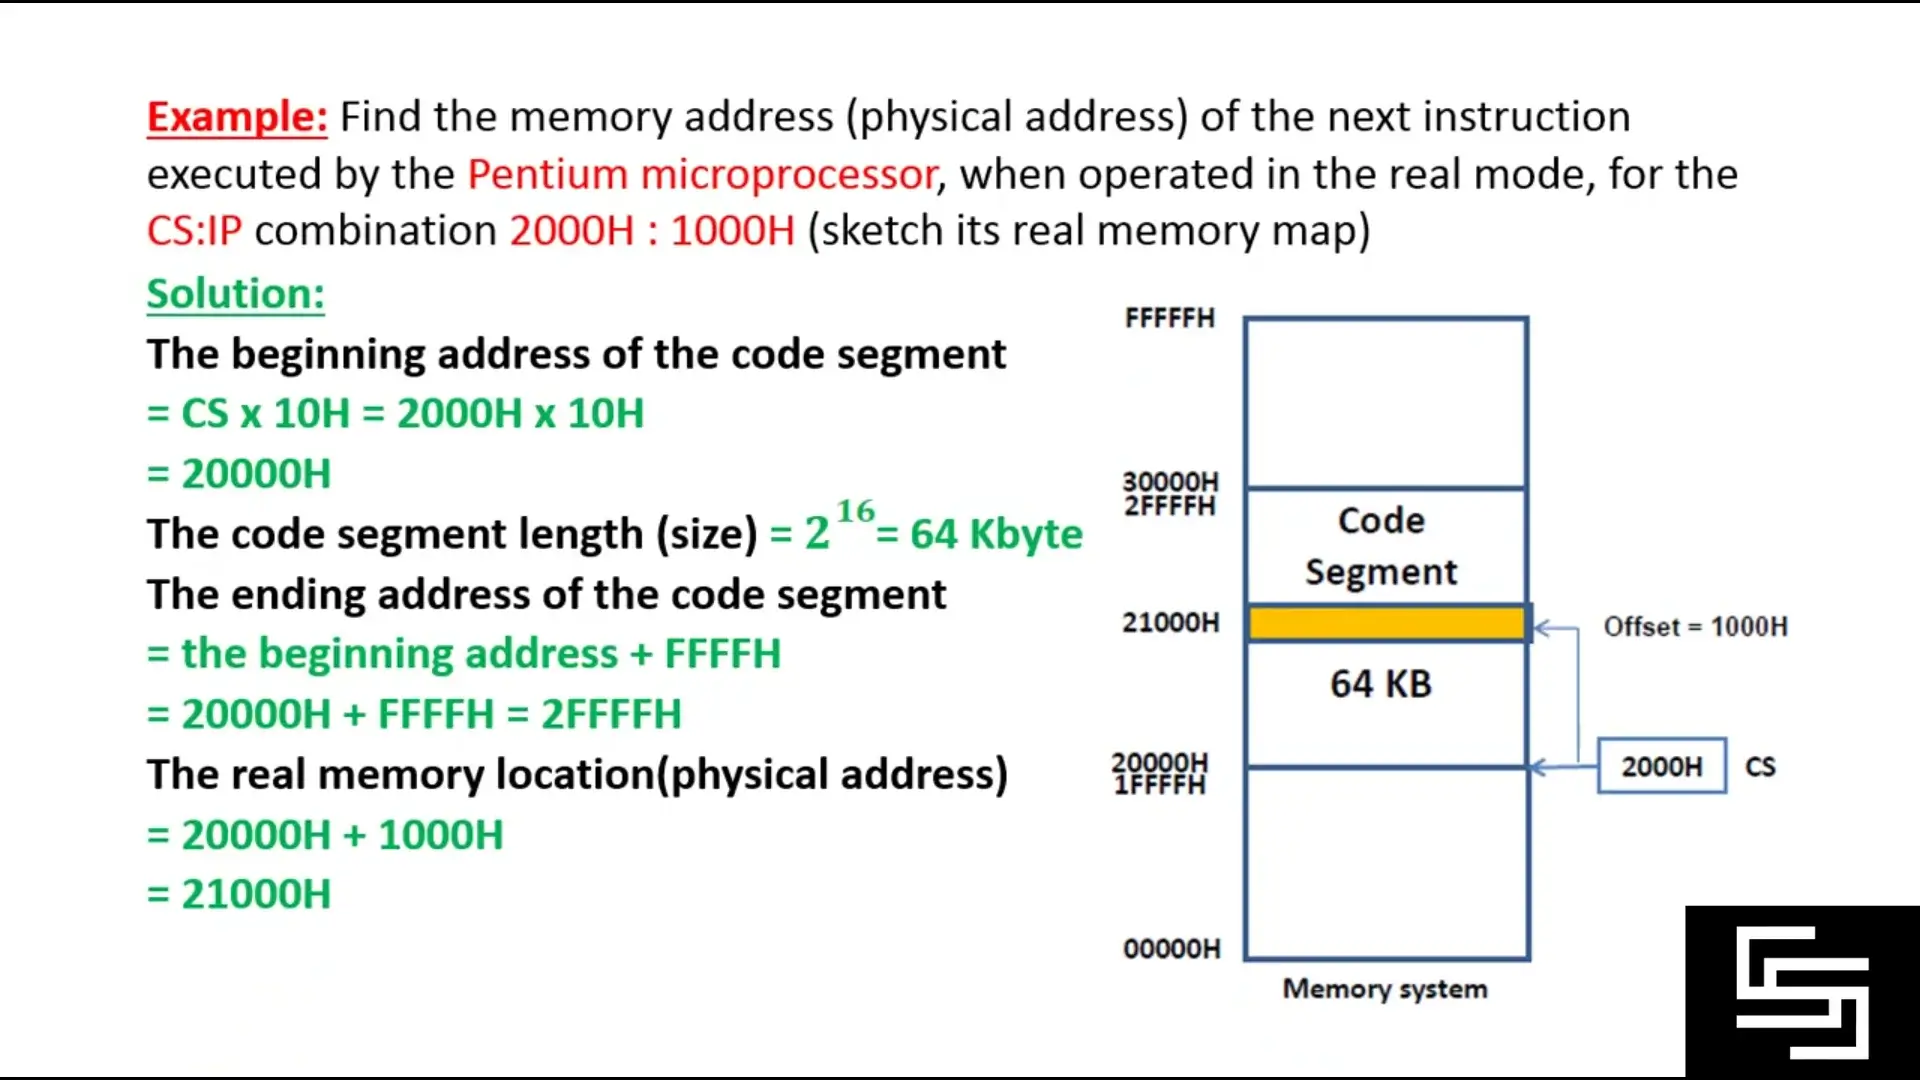 Example: Find the memory address (physical address) of the next instruction
executed by the Pentium microprocessor, when operated in the real mode, for the
CS:IP combination 2000H : 1000H (sketch its real memory map)
Solution:
The beginning address of the code segment
= CS x 10H = 2000H x 10H
= 20000H
The code segment length (size) = 2^16 = 64 Kbyte
The ending address of the code segment
= the beginning address + FFFFH
= 20000H + FFFFH = 2FFFFH
The real memory location(physical address)
= 20000H + 1000H
= 21000H
FFFFFH
30000H
2FFFFH
Code
Segment
21000H
Offset = 1000H
64 KB
20000H
1FFFFH
2000H CS
00000H
Memory system